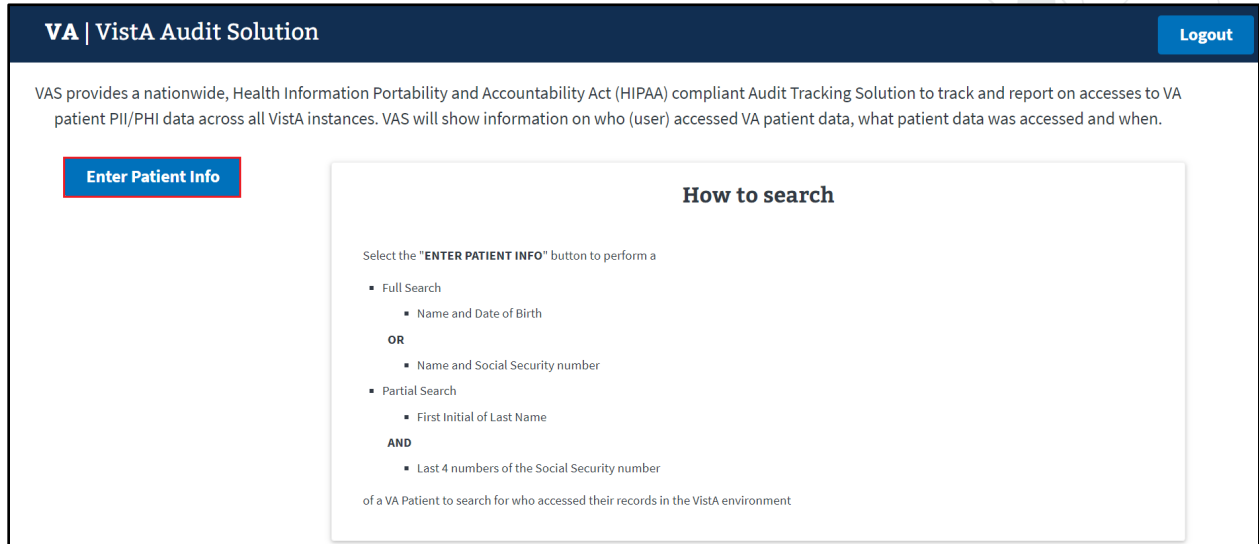 VA | VistA Audit Solution
Logout
VAS provides a nationwide, Health Information Portability and Accountability Act (HIPAA) compliant Audit Tracking Solution to track and report on accesses to VA
patient PII/PHI data across all VistA instances. VAS will show information on who (user) accessed VA patient data, what patient data was accessed and when.
Enter Patient Info
How to search
Select the "ENTER PATIENT INFO" button to perform a
▪ Full Search
▪ Name and Date of Birth
OR
▪ Name and Social Security number
▪ Partial Search
▪ First Initial of Last Name
AND
▪ Last 4 numbers of the Social Security number
of a VA Patient to search for who accessed their records in the VistA environment